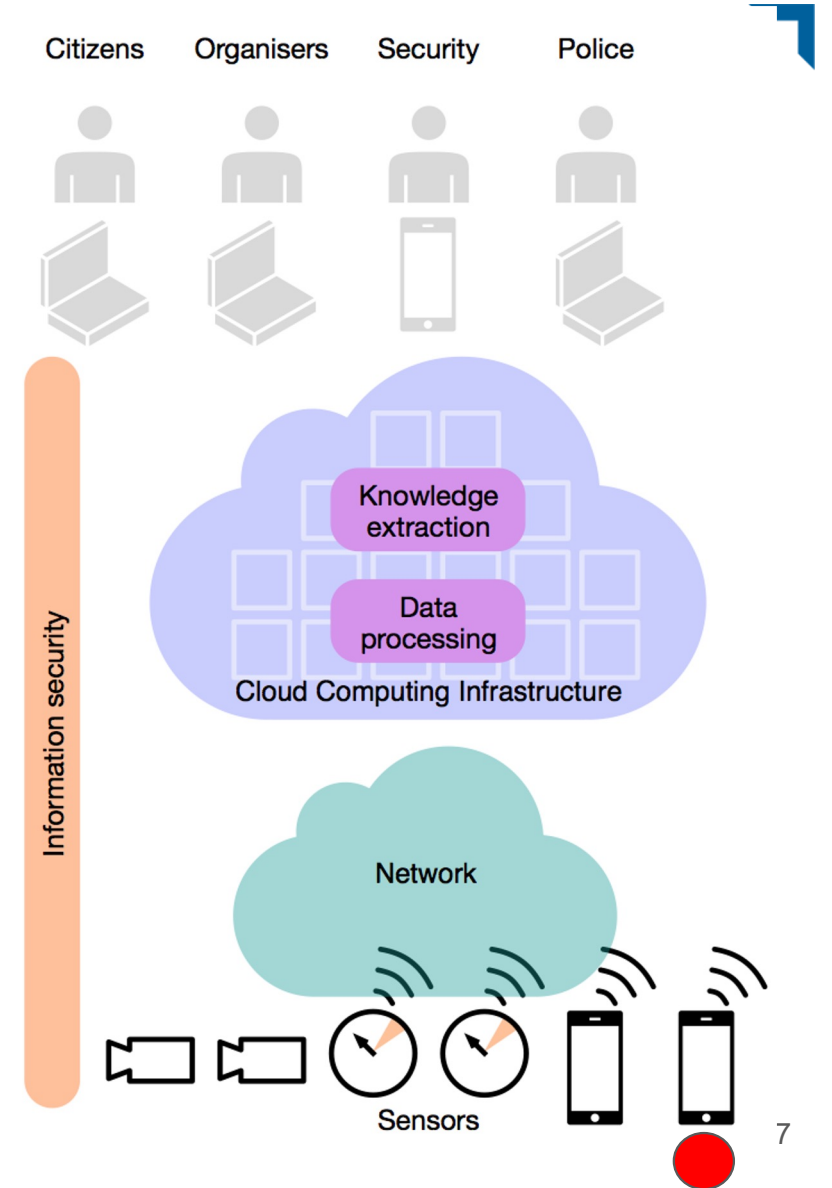 Citizens Organisers Security Police
Knowledge
extraction
Data
processing
Cloud Computing Infrastructure
Information security
Network
Sensors
7